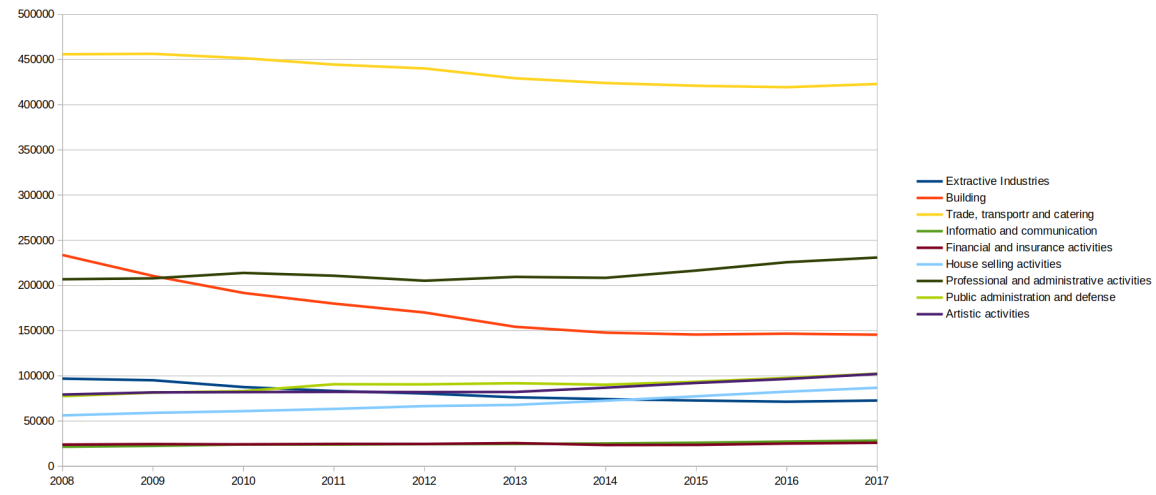 500000
450000
400000
350000
300000
250000
200000
150000
100000
50000
0
2008 2009 2010 2011 2012 2013 2014 2015 2016 2017
Extractive Industries
Building
Trade, transportr and catering
Informatio and communication
Financial and insurance activities
House selling activities
Professional and administrative activities
Public administration and defense
Artistic activities